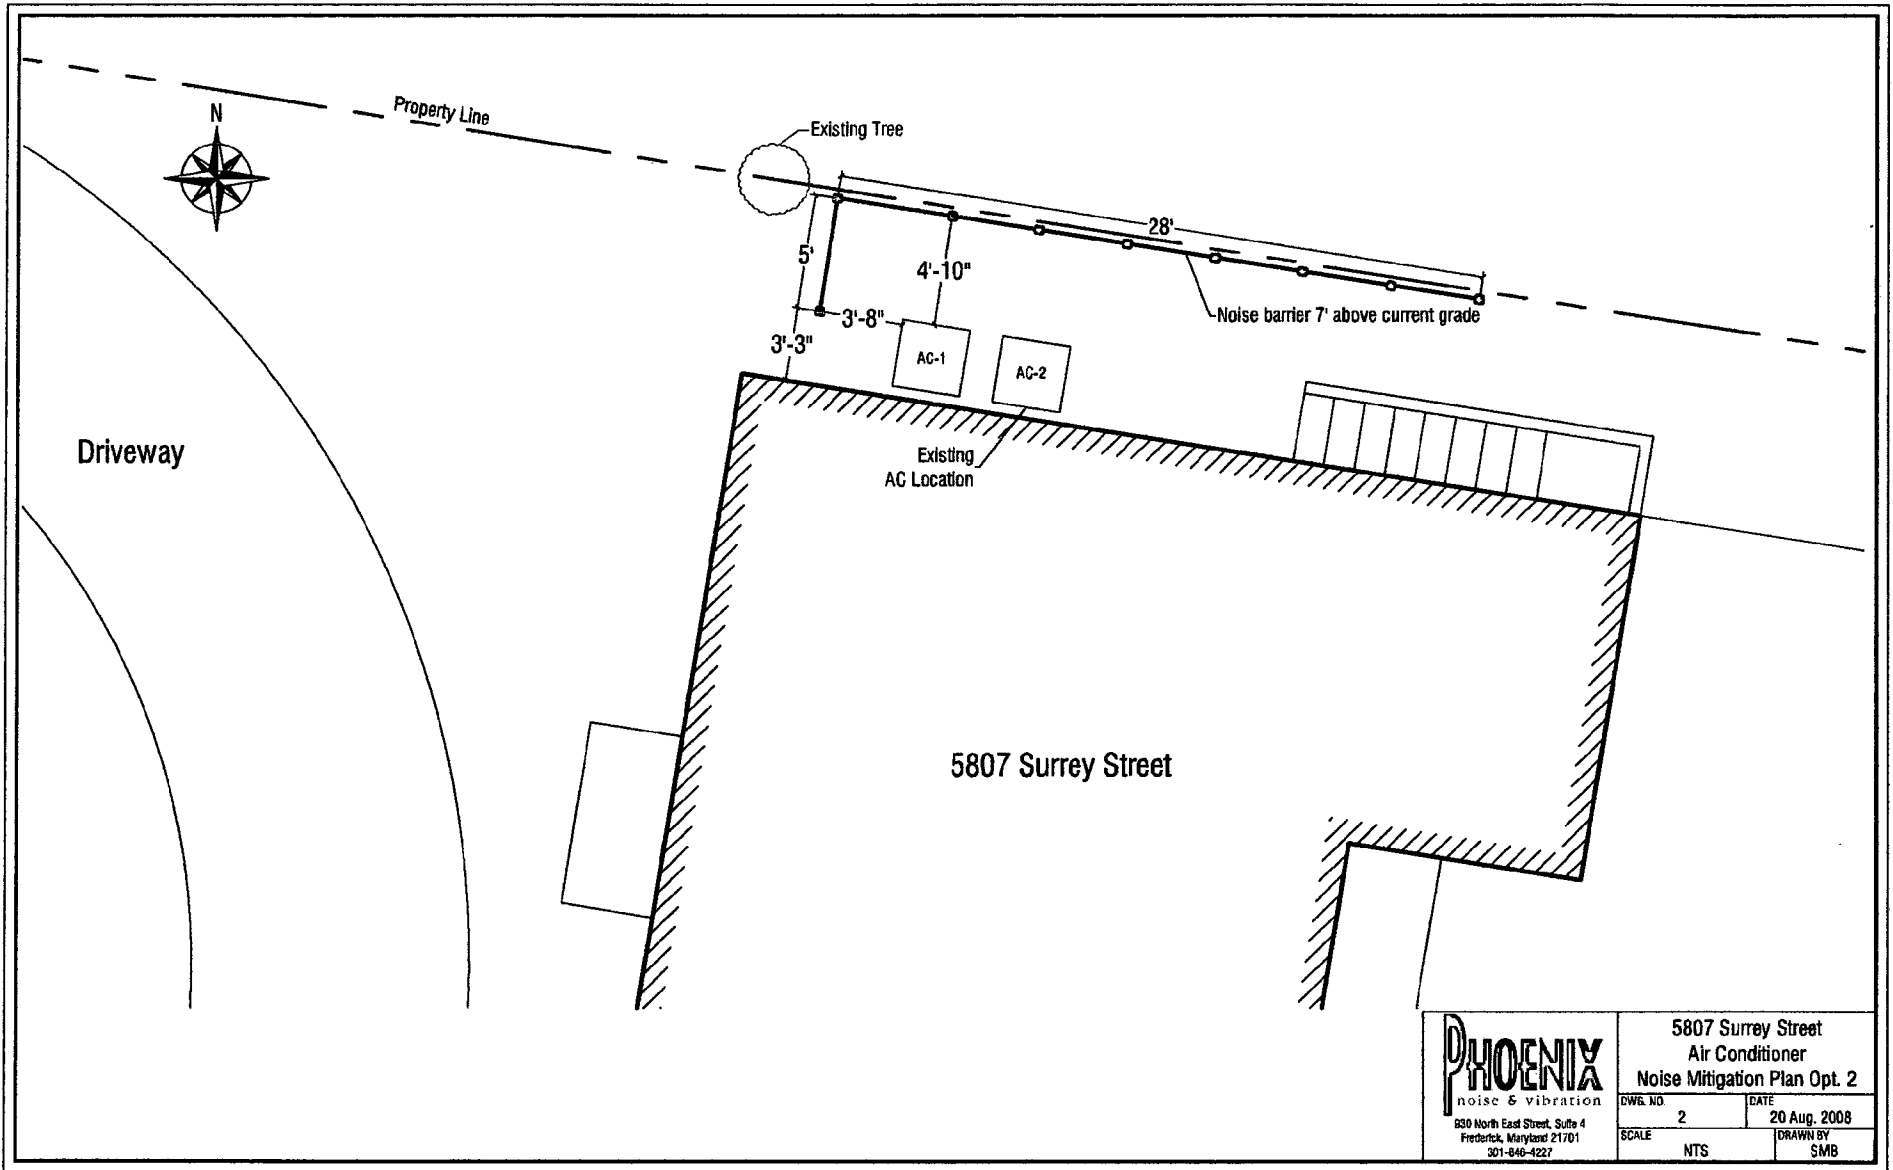 N
Property Line
Existing Tree
28'
5'
4'-10"
3'-8"
Noise barrier 7' above current grade
3'-3"
AC-1
AC-2
Driveway
Existing
AC Location
5807 Surrey Street
PHOENIX
noise & vibration
930 North East Street, Suite 4
Frederick, Maryland 21701
301-846-4227
5807 Surrey Street
Air Conditioner
Noise Mitigation Plan Opt. 2
DWG. NO.
2
DATE
20 Aug. 2008
SCALE
NTS
DRAWN BY
SMB